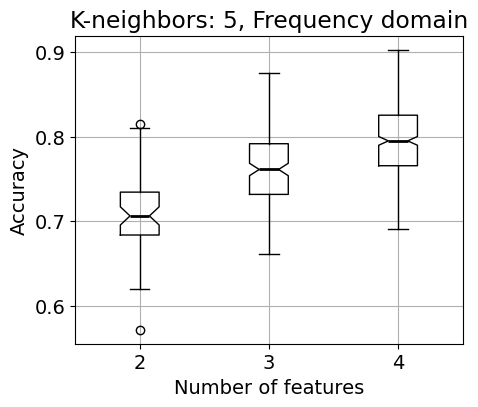 K-neighbors: 5, Frequency domain
0.9
0.8
0.7
0.6
Accuracy
2 3 4
Number of features